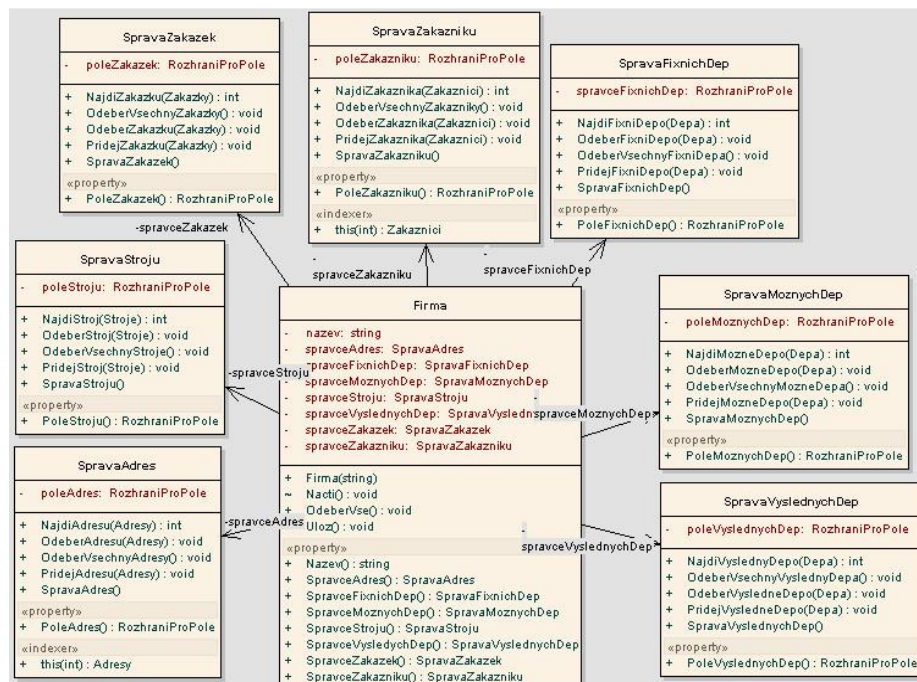 SpravaZakazek
- poleZakazek: RozhraniProPole
+ NajdiZakazku(Zakazky) : int
+ OdeberVsechnyZakazky() : void
+ OdeberZakazku(Zakazky) : void
+ PridejZakazku(Zakazky) : void
+ SpravaZakazek()
«property»
+ PoleZakazek() : RozhraniProPole
SpravaZakazniku
- poleZakazniku: RozhraniProPole
+ NajdiZakaznika(Zakaznici) : int
+ OdeberVsechnyZakazniky() : void
+ OdeberZakaznika(Zakaznici) : void
+ PridejZakaznika(Zakaznici) : void
+ SpravaZakazniku()
«property»
+ PoleZakazniku() : RozhraniProPole
«indexer»
+ this(int) : Zakaznici
SpravaFixnichDep
- spravceFixnichDep: RozhraniProPole
+ NajdiFixniDepo(Depa) : int
+ OdeberFixniDepo(Depa) : void
+ OdeberVsechnyFixniDepa() : void
+ PridejFixniDepo(Depa) : void
+ SpravaFixnichDep()
«property»
+ PoleFixnichDep() : RozhraniProPole
-spravceZakazek
-
spravceZakazniku
-
spravceFixnichDep
SpravaStroju
- poleStroju: RozhraniProPole
+ NajdiStroj(Stroje) : int
+ OdeberStroj(Stroje) : void
+ OdeberVsechnyStroje() : void
+ PridejStroj(Stroje) : void
+ SpravaStroju()
«property»
+ PoleStroju() : RozhraniProPole
-spravceStroju
Firma
- nazev: string
- spravceAdres: SpravaAdres
- spravceFixnichDep: SpravaFixnichDep
- spravceMoznychDep: SpravaMoznychDep
- spravceStroju: SpravaStroju
- spravceVyslednychDep: SpravaVysledn
- spravceZakazek: SpravaZakazek
- spravceZakazniku: SpravaZakazniku
+ Firma(string)
~ Nacti() : void
+ OdeberVse() : void
Uloz() : void
«property»
+ Nazev() : string
+ SpravceAdres() : SpravaAdres
+ SpravceFixnichDep() : SpravaFixnichDep
+ SpravceMoznychDep() : SpravaMoznychDep
+ SpravceStroju() : SpravaStroju
+ SpravceVysledychDep() : SpravaVyslednychDep
+ SpravceZakazek() : SpravaZakazek
+ SpravceZakazniku() : SpravaZakazniku
-
spravceMoznychDep
SpravaMoznychDep
- poleMoznychDep: RozhraniProPole
+ NajdiMozneDepo(Depa) : int
+ OdeberMozneDepo(Depa) : void
+ OdeberVsechnyMozneDepa() : void
+ PridejMozneDepo(Depa) : void
+ SpravaMoznychDep()
«property»
+ PoleMoznychDep() : RozhraniProPole
SpravaAdres
- poleAdres: RozhraniProPole
+ NajdiAdresu(Adresy) : int
+ OdeberAdresu(Adresy) : void
+ OdeberVsechnyAdresy() : void
+ PridejAdresu(Adresy) : void
+ SpravaAdres()
«property»
+ PoleAdres() : RozhraniProPole
«indexer»
+ this(int) : Adresy
-spravceAdres
-
spravceVyslednychDep
SpravaVyslednychDep
- poleVyslednychDep: RozhraniProPole
+ NajdiVyslednyDepo(Depa) : int
+ OdeberVsechnyVyslednyDepa() : void
+ OdeberVysledneDepo(Depa) : void
+ PridejVysledneDepo(Depa) : void
+ SpravaVyslednychDep()
«property»
+ PoleVyslednychDep() : RozhraniProPole